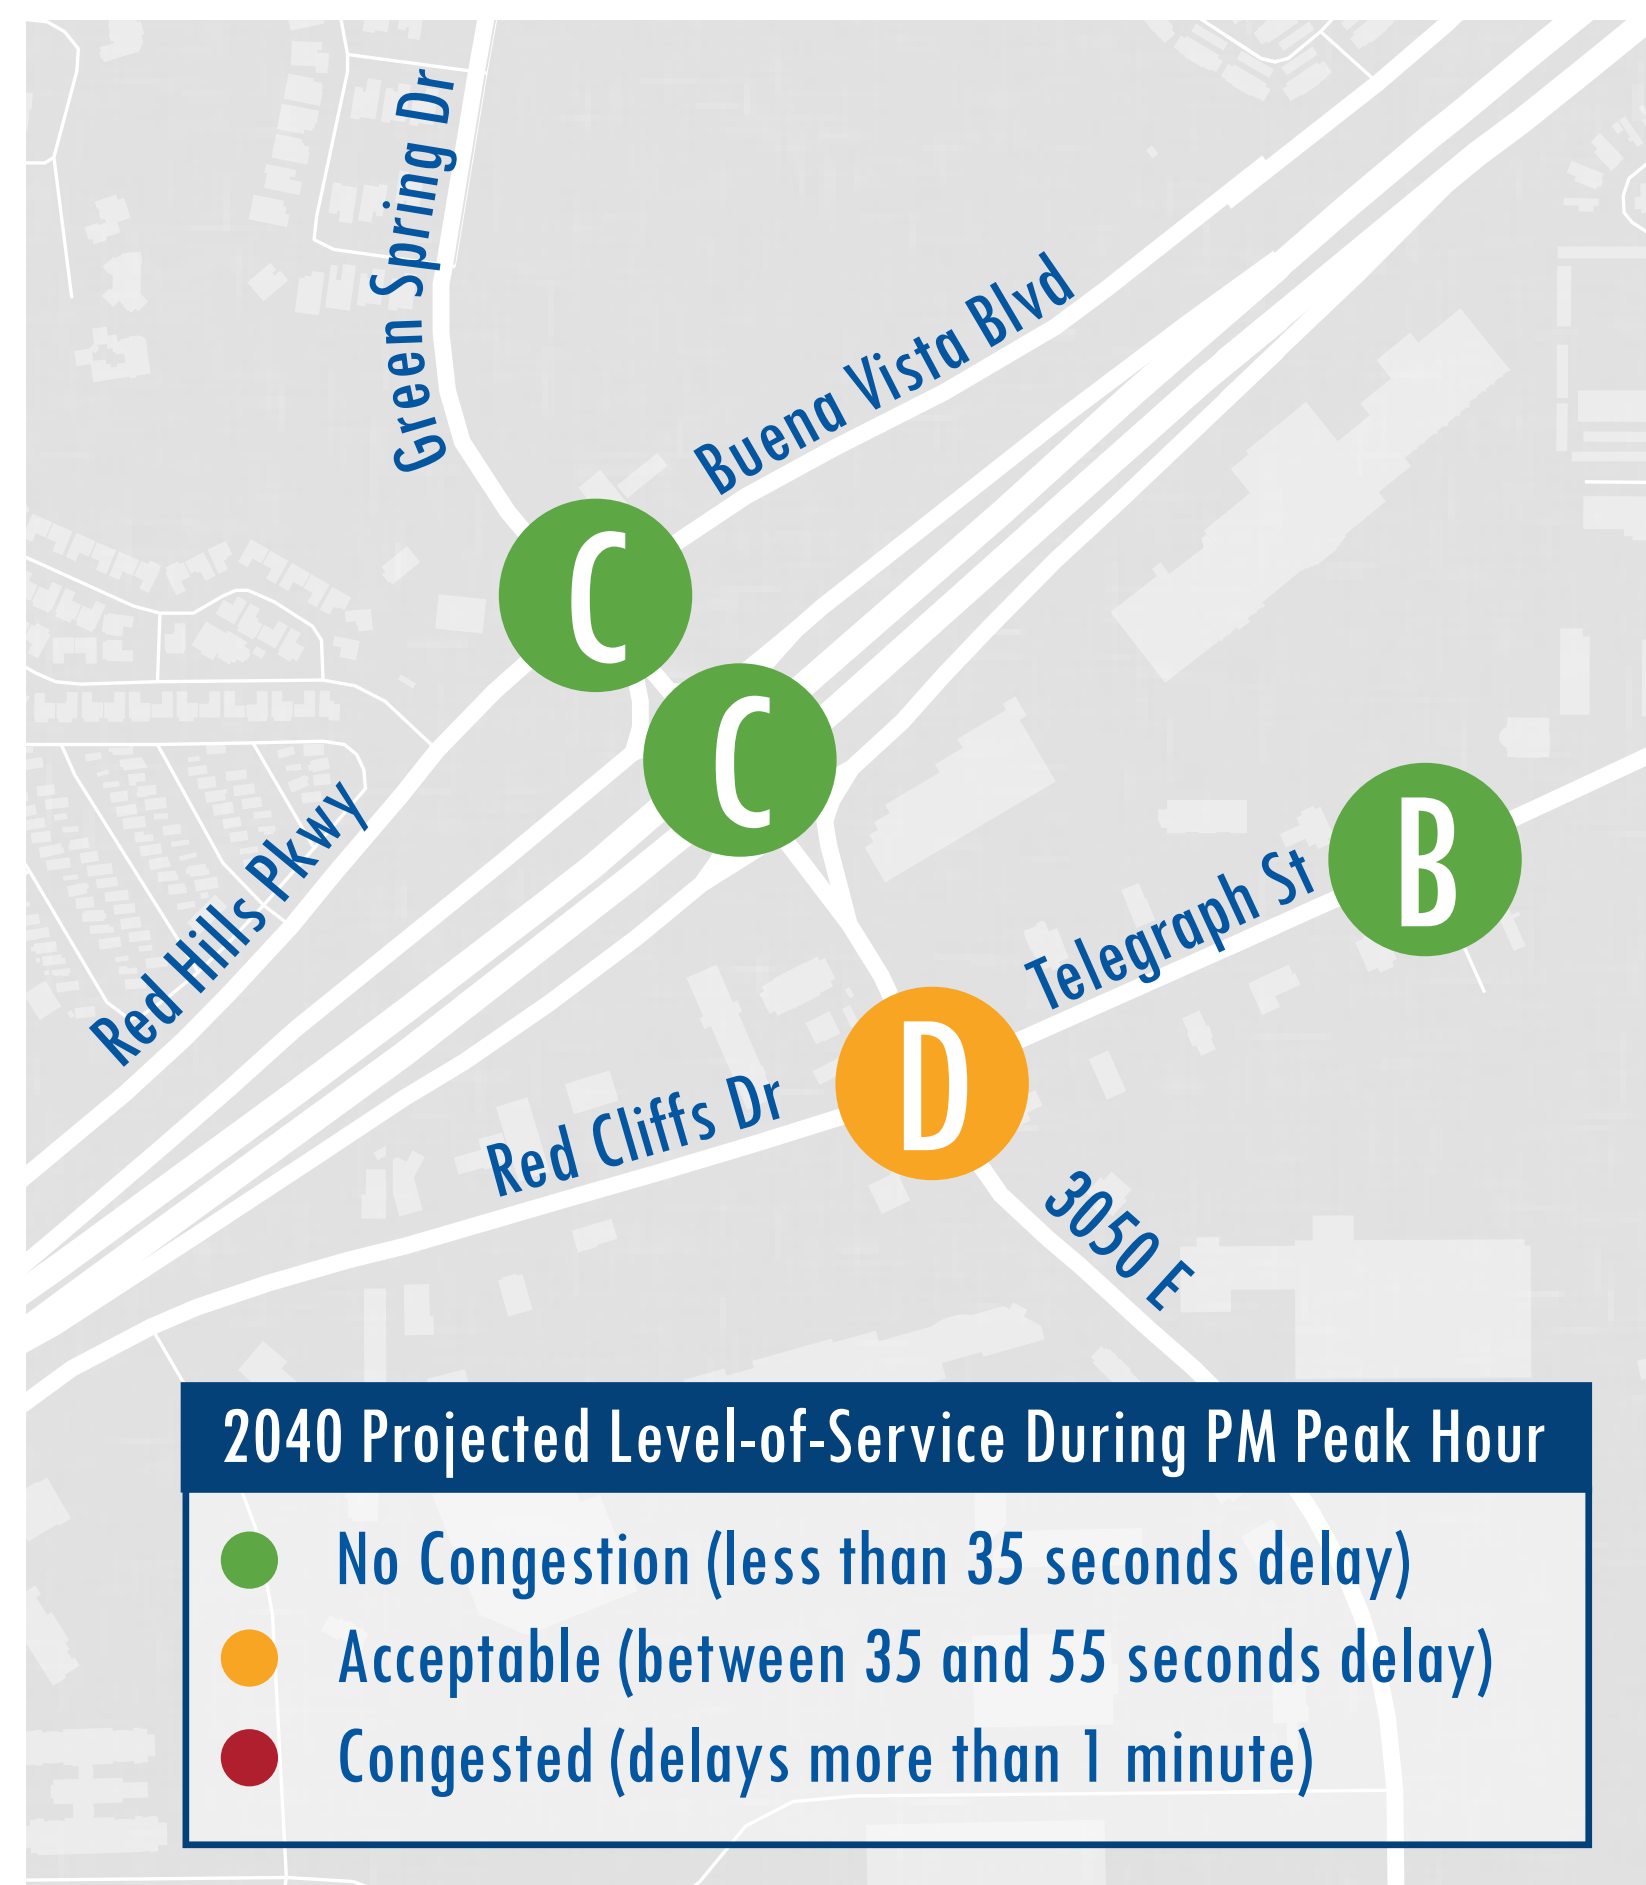 Green Spring Dr
Buena Vista Blvd
C
C
Red Hills Pkwy
B
Telegraph St
D
Red Cliffs Dr
3050 E
2040 Projected Level-of-Service During PM Peak Hour
No Congestion (less than 35 seconds delay)
Acceptable (between 35 and 55 seconds delay)
Congested (delays more than 1 minute)